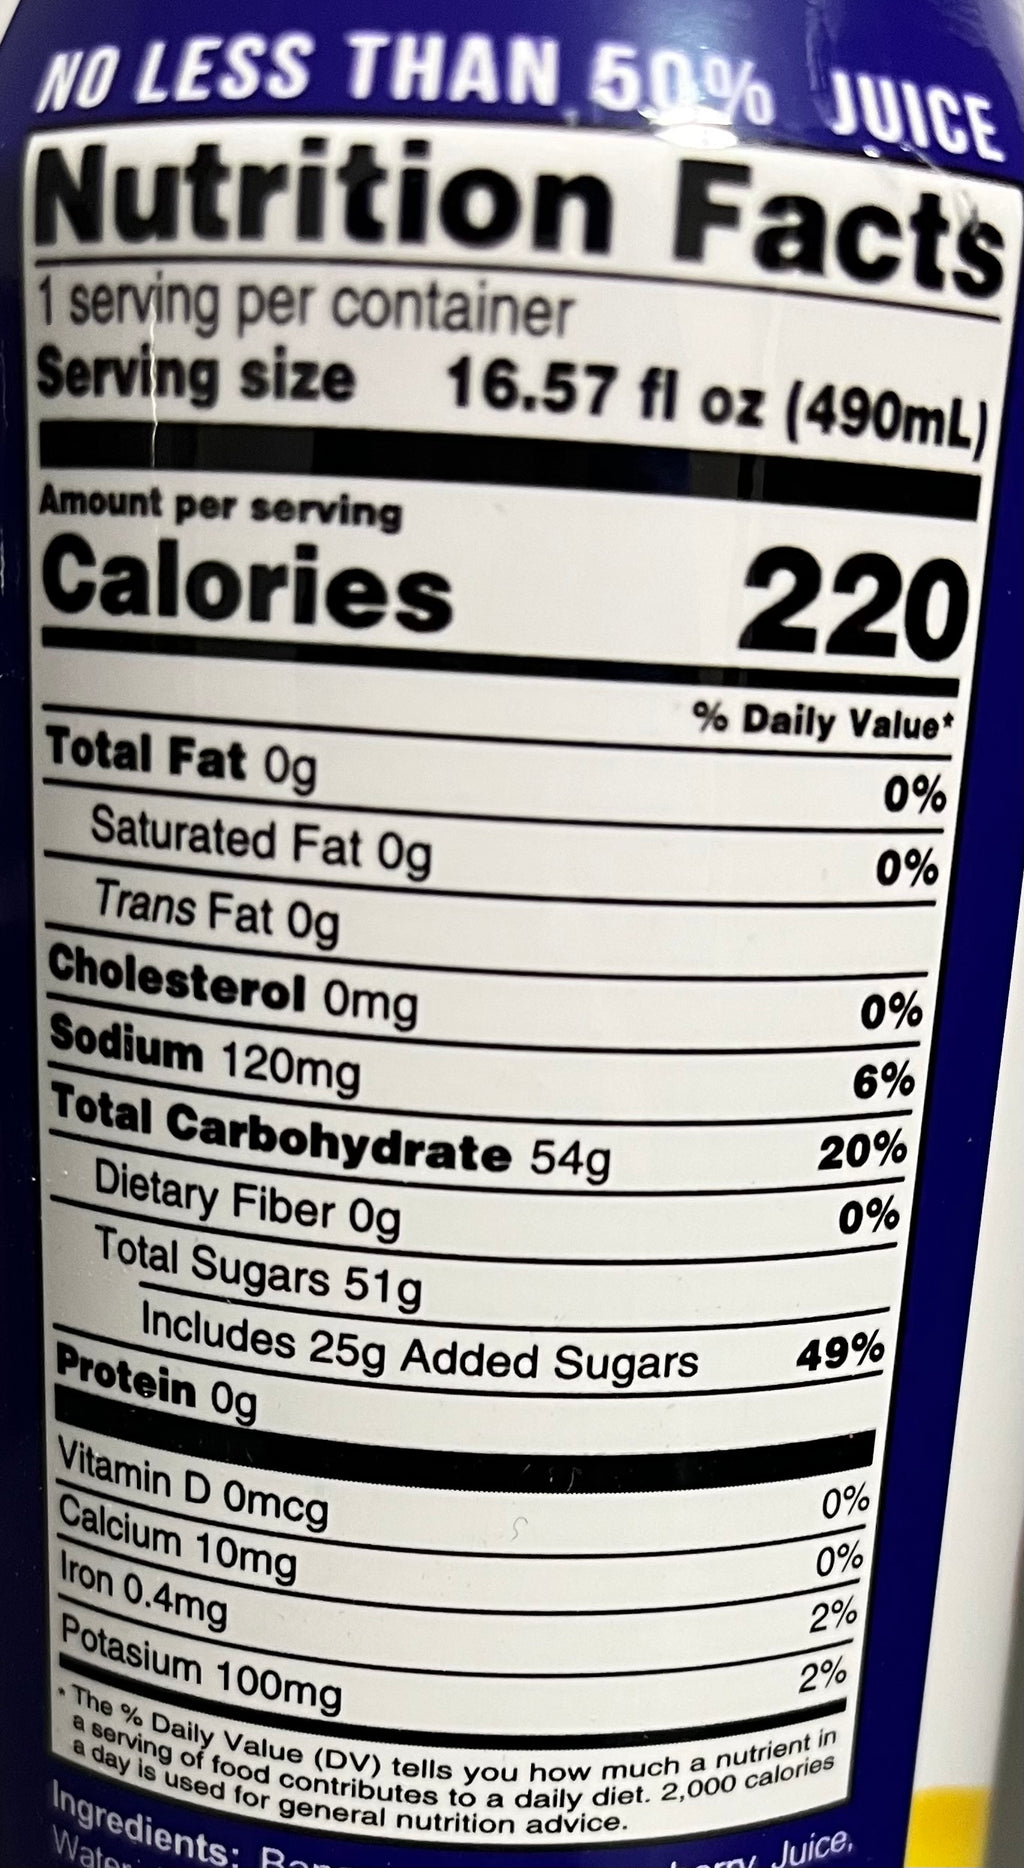 NO LESS THAN 50% JUICE
Nutrition Facts
1 serving per container
Serving size 16.57 fl oz (490mL)
Amount per serving
Calories 220
% Daily Value*
Total Fat 0g 0%
Saturated Fat 0g 0%
Trans Fat 0g
Cholesterol 0mg 0%
Sodium 120mg 6%
Total Carbohydrate 54g 20%
Dietary Fiber 0g 0%
Total Sugars 51g
Includes 25g Added Sugars 49%
Protein 0g
Vitamin D 0mcg 0%
Calcium 10mg 0%
Iron 0.4mg 2%
Potasium 100mg 2%
* The % Daily Value (DV) tells you how much a nutrient in
a serving of food contributes to a daily diet. 2,000 calories
a day is used for general nutrition advice.
Ingredients: Juice,